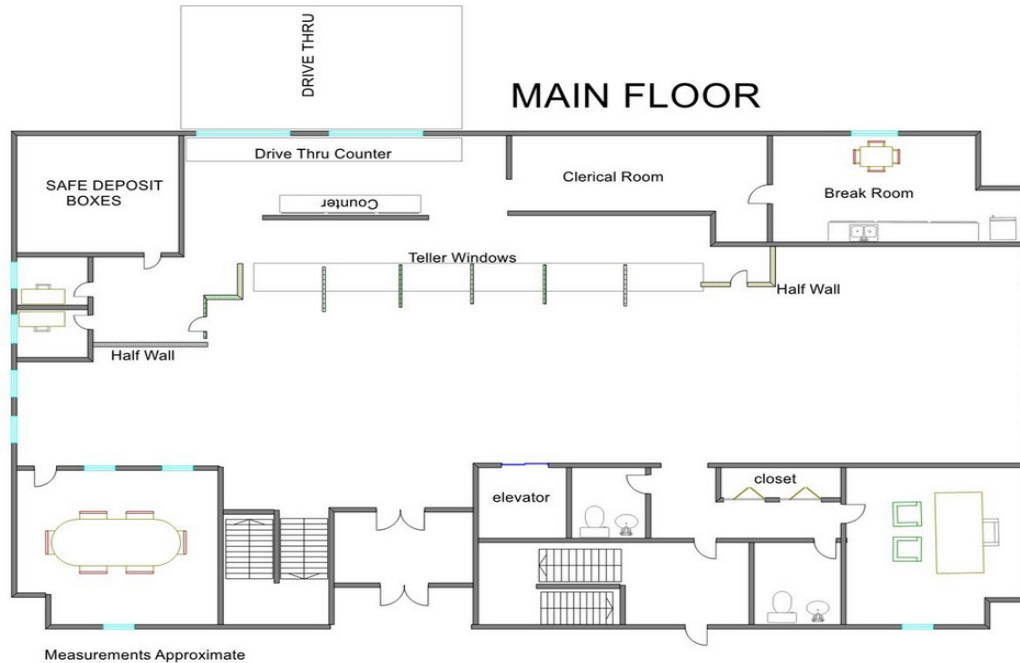 DRIVE THRU
MAIN FLOOR
Drive Thru Counter
SAFE DEPOSIT
BOXES
Clerical Room
Break Room
Counter
Teller Windows
Half Wall
Half Wall
elevator
closet
Measurements Approximate